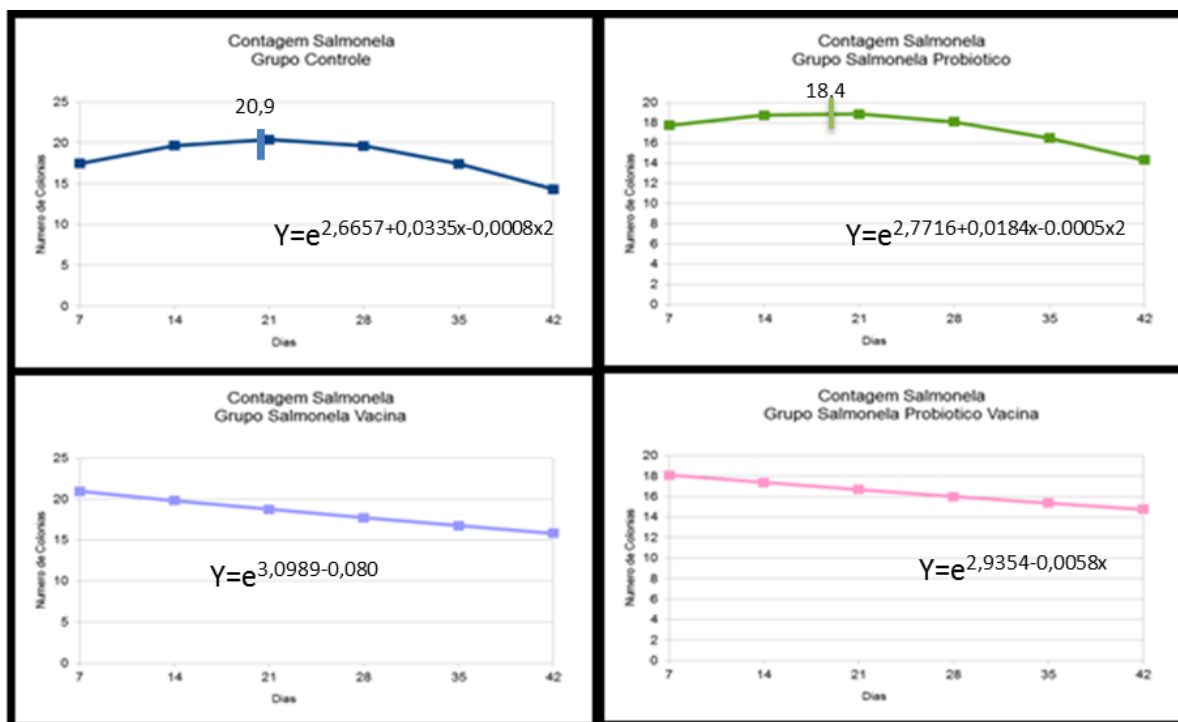 Contagem Salmonela
Grupo Controle
20,9
25
20
15
10
5
0
Numero de Colonias
7 14 21 28 35 42
Dias
Y=e^2,6657+0,0335x-0,0008x2
Contagem Salmonela
Grupo Salmonela Probiotico
18,4
20
18
16
14
12
10
8
6
4
2
0
Numero de Colonias
7 14 21 28 35 42
Dias
Y=e^2,7716+0,0184x-0.0005x2
Contagem Salmonela
Grupo Salmonela Vacina
25
20
15
10
5
0
Numero de Colonias
7 14 21 28 35 42
Dias
Y=e^3,0989-0,080
Contagem Salmonela
Grupo Salmonela Probiotico Vacina
20
18
16
14
12
10
8
6
4
2
0
Numero de Colonias
7 14 21 28 35 42
Dias
Y=e^2,9354-0,0058x